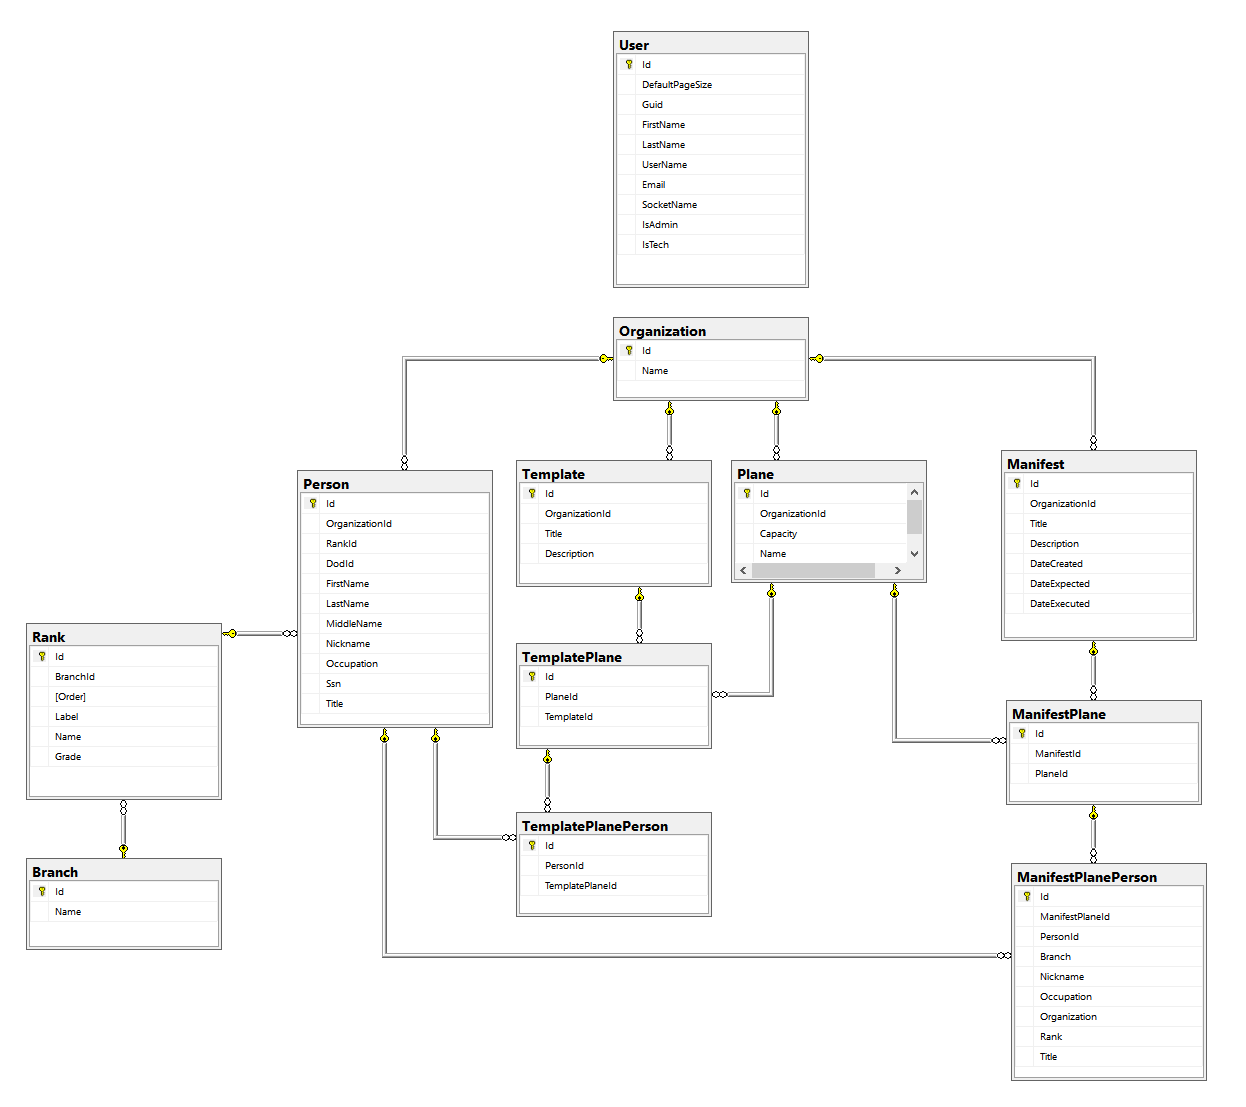 User
Id
DefaultPageSize
Guid
FirstName
LastName
UserName
Email
SocketName
IsAdmin
IsTech
Organization
Id
Name
Person
Id
OrganizationId
RankId
DodId
FirstName
LastName
MiddleName
Nickname
Occupation
Ssn
Title
Template
Id
OrganizationId
Title
Description
Plane
Id
OrganizationId
Capacity
Name
Manifest
Id
OrganizationId
Title
Description
DateCreated
DateExpected
DateExecuted
Rank
Id
BranchId
[Order]
Label
Name
Grade
TemplatePlane
Id
PlaneId
TemplateId
ManifestPlane
Id
ManifestId
PlaneId
Branch
Id
Name
TemplatePlanePerson
Id
PersonId
TemplatePlaneId
ManifestPlanePerson
Id
ManifestPlaneId
PersonId
Branch
Nickname
Occupation
Organization
Rank
Title